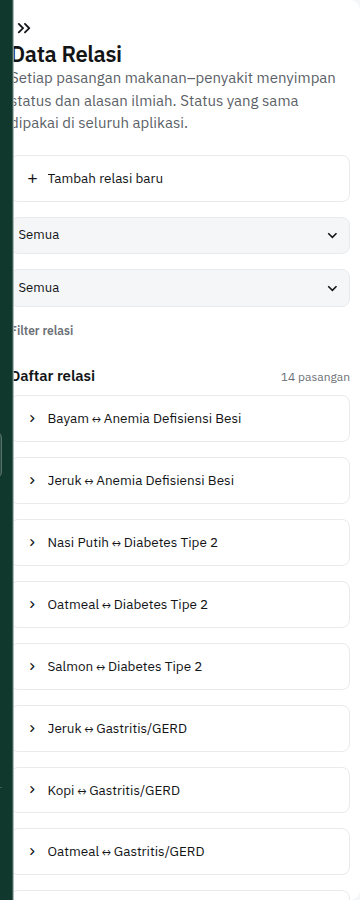 Data Relasi
Setiap pasangan makanan–penyakit menyimpan
status dan alasan ilmiah. Status yang sama
dipakai di seluruh aplikasi.
+ Tambah relasi baru
Semua
Semua
Filter relasi
Daftar relasi 14 pasangan
Bayam ↔ Anemia Defisiensi Besi
Jeruk ↔ Anemia Defisiensi Besi
Nasi Putih ↔ Diabetes Tipe 2
Oatmeal ↔ Diabetes Tipe 2
Salmon ↔ Diabetes Tipe 2
Jeruk ↔ Gastritis/GERD
Kopi ↔ Gastritis/GERD
Oatmeal ↔ Gastritis/GERD